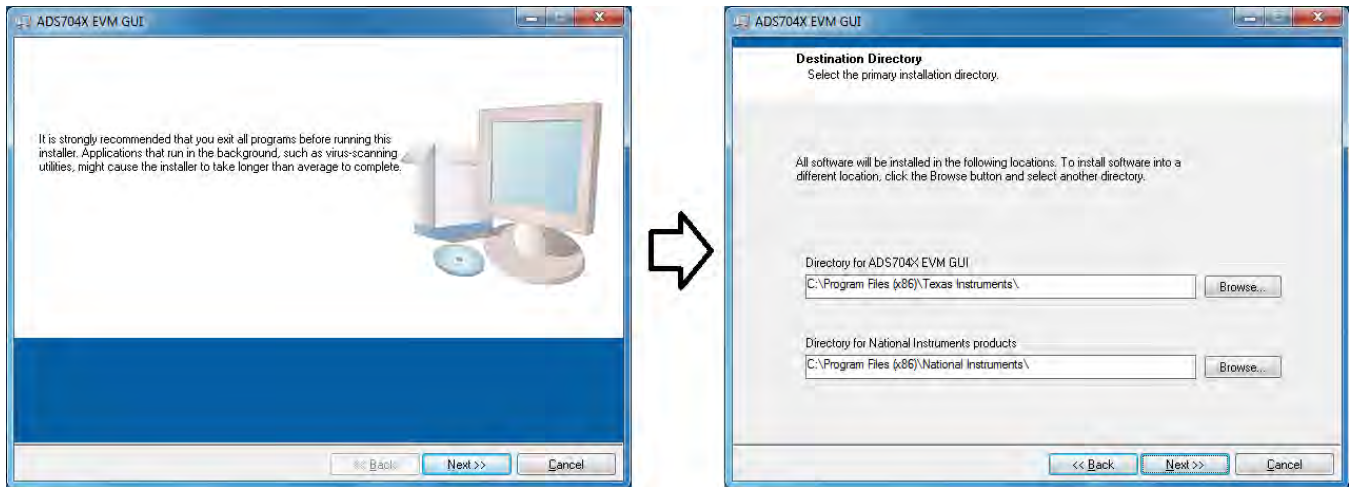 ADS704X EVM GUI
It is strongly recommended that you exit all programs before running this
installer. Applications that run in the background, such as virus-scanning
utilities, might cause the installer to take longer than average to complete.
<< Back
Next >>
Cancel
ADS704X EVM GUI
Destination Directory
Select the primary installation directory.
All software will be installed in the following locations. To install software into a
different location, click the Browse button and select another directory.
Directory for ADS704X EVM GUI
C:\Program Files (x86)\Texas Instruments\
Browse...
Directory for National Instruments products
C:\Program Files (x86)\National Instruments\
Browse...
<< Back
Next >>
Cancel